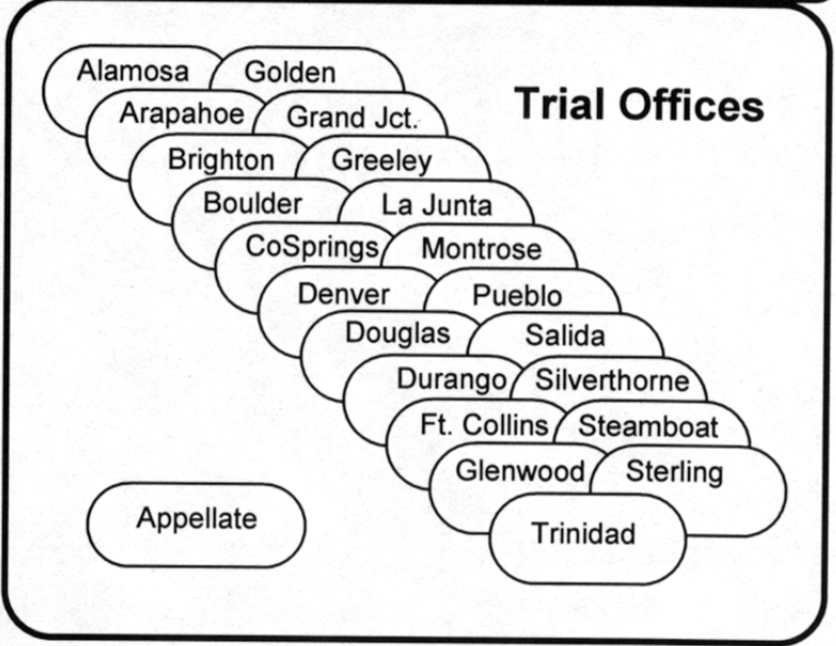 Trial Offices
Alamosa
Golden
Arapahoe
Grand Jct.
Brighton
Greeley
Boulder
La Junta
CoSprings
Montrose
Denver
Pueblo
Douglas
Salida
Durango
Silverthorne
Ft. Collins
Steamboat
Glenwood
Sterling
Appellate
Trinidad